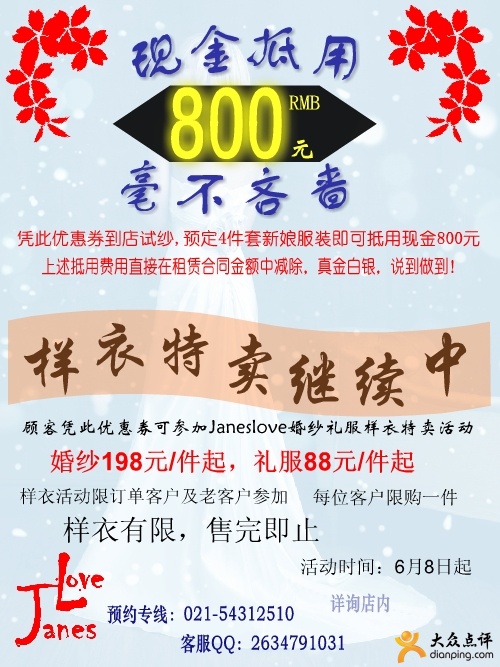 现金抵用
800 RMB
元
毫不吝啬
凭此优惠券到店试纱,预定4件套新娘服装即可抵用现金800元
上述抵用费用直接在租赁合同金额中减除，真金白银，说到做到！
样衣特卖继续中
顾客凭此优惠券可参加Janeslove婚纱礼服样衣特卖活动
婚纱198元/件起，礼服88元/件起
样衣活动限订单客户及老客户参加 每位客户限购一件
样衣有限，售完即止
活动时间：6月8日起
Love
Janes
详询店内
预约专线：021-54312510
客服QQ：2634791031
大众点评
dianping.com